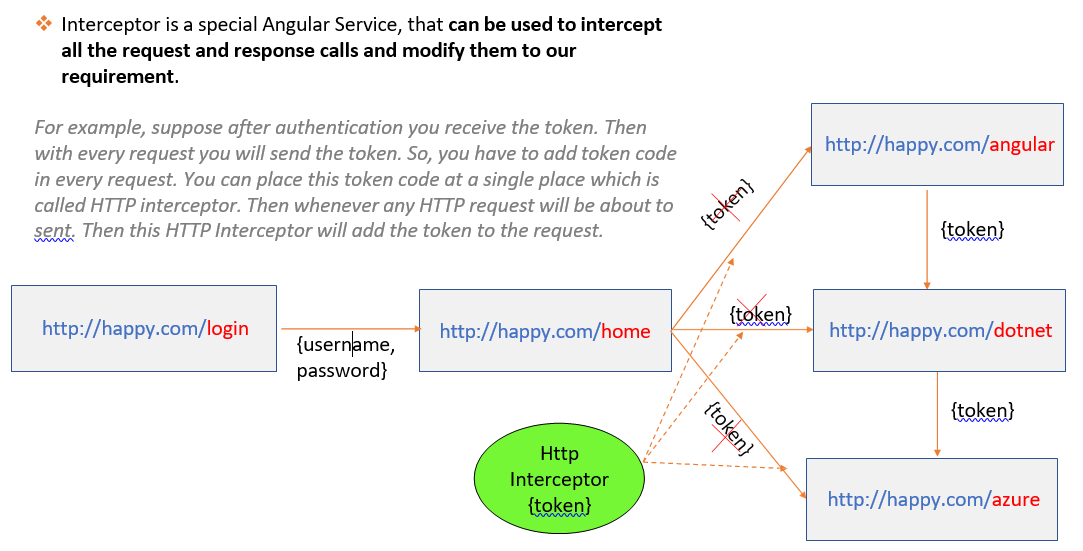 Interceptor is a special Angular Service, that can be used to intercept
all the request and response calls and modify them to our
requirement.
For example, suppose after authentication you receive the token. Then
with every request you will send the token. So, you have to add token code
in every request. You can place this token code at a single place which is
called HTTP interceptor. Then whenever any HTTP request will be about to
sent. Then this HTTP Interceptor will add the token to the request.
http://happy.com/angular
{token}
{token}
http://happy.com/login
{username,
password}
http://happy.com/home
{token}
http://happy.com/dotnet
{token}
{token}
Http
Interceptor
{token}
http://happy.com/azure